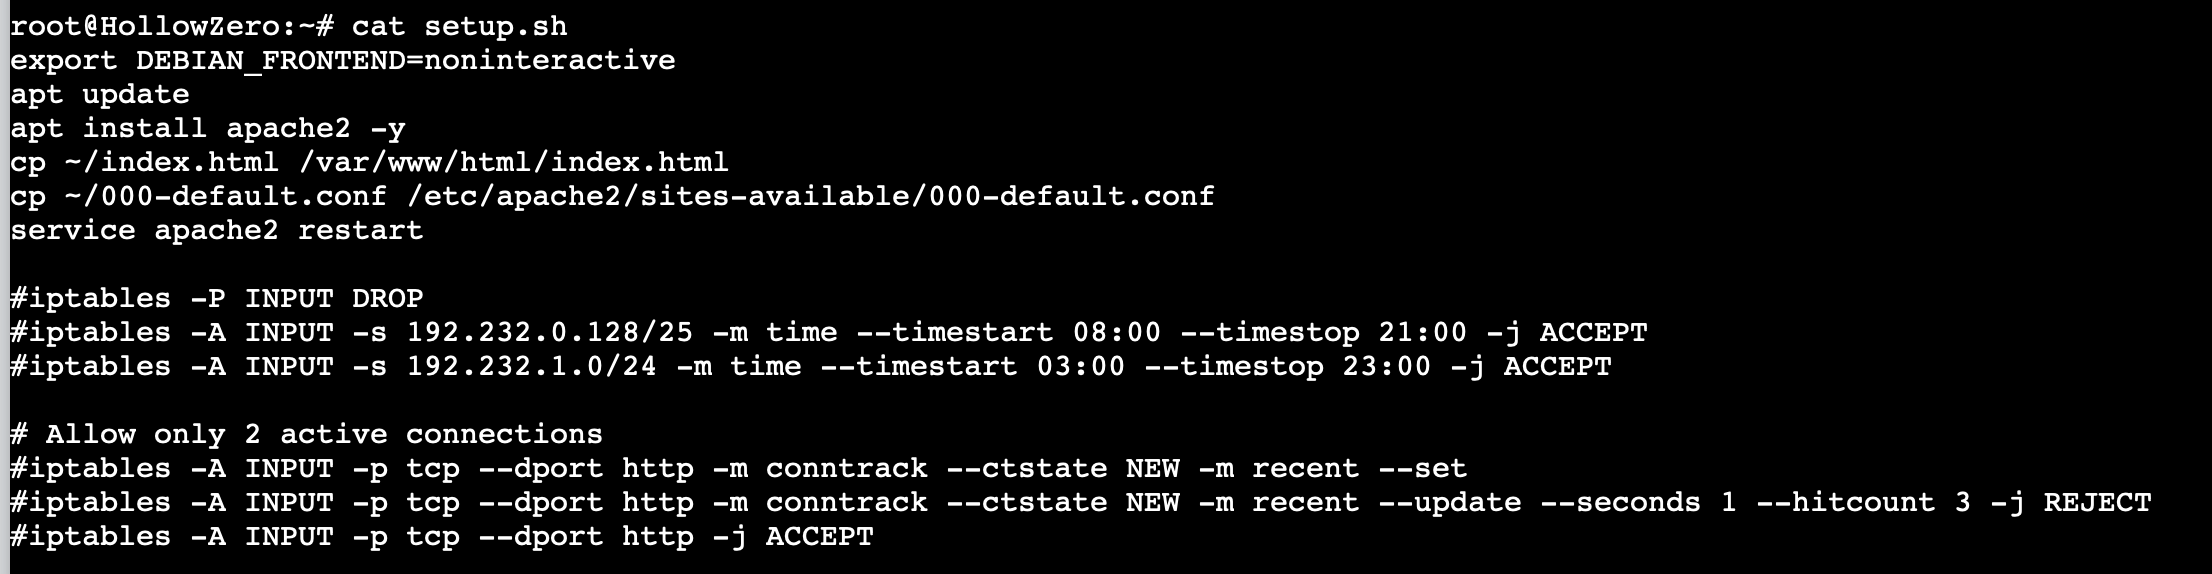 root@HollowZero:~# cat setup.sh
export DEBIAN_FRONTEND=noninteractive
apt update
apt install apache2 -y
cp ~/index.html /var/www/html/index.html
cp ~/000-default.conf /etc/apache2/sites-available/000-default.conf
service apache2 restart
#iptables -P INPUT DROP
#iptables -A INPUT -s 192.232.0.128/25 -m time --timestart 08:00 --timestop 21:00 -j ACCEPT
#iptables -A INPUT -s 192.232.1.0/24 -m time --timestart 03:00 --timestop 23:00 -j ACCEPT
# Allow only 2 active connections
#iptables -A INPUT -p tcp --dport http -m conntrack --ctstate NEW -m recent --set
#iptables -A INPUT -p tcp --dport http -m conntrack --ctstate NEW -m recent --update --seconds 1 --hitcount 3 -j REJECT
#iptables -A INPUT -p tcp --dport http -j ACCEPT